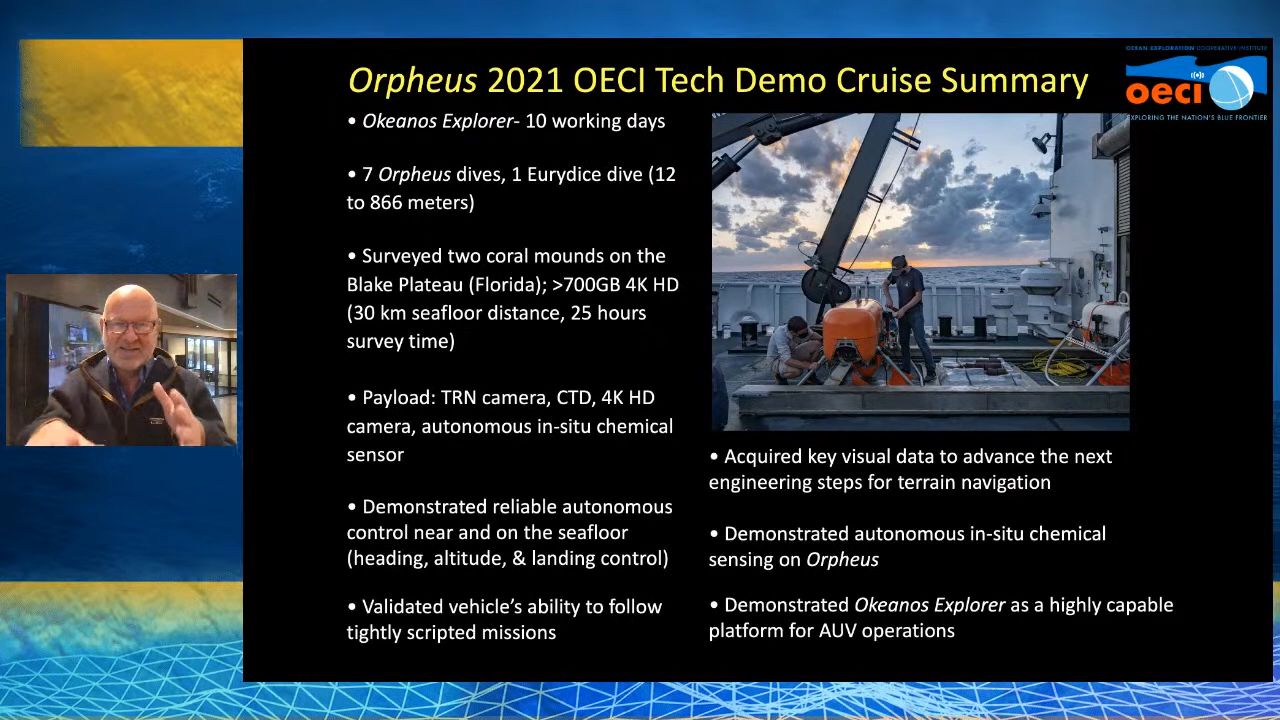 Orpheus 2021 OECI Tech Demo Cruise Summary
OCEAN EXPLORATION COOPERATIVE INSTITUTE
oeci
EXPLORING THE NATION'S BLUE FRONTIER
• Okeanos Explorer- 10 working days
• 7 Orpheus dives, 1 Eurydice dive (12
to 866 meters)
• Surveyed two coral mounds on the
Blake Plateau (Florida); >700GB 4K HD
(30 km seafloor distance, 25 hours
survey time)
• Payload: TRN camera, CTD, 4K HD
camera, autonomous in-situ chemical
sensor
• Demonstrated reliable autonomous
control near and on the seafloor
(heading, altitude, & landing control)
• Validated vehicle's ability to follow
tightly scripted missions
• Acquired key visual data to advance the next
engineering steps for terrain navigation
• Demonstrated autonomous in-situ chemical
sensing on Orpheus
• Demonstrated Okeanos Explorer as a highly capable
platform for AUV operations